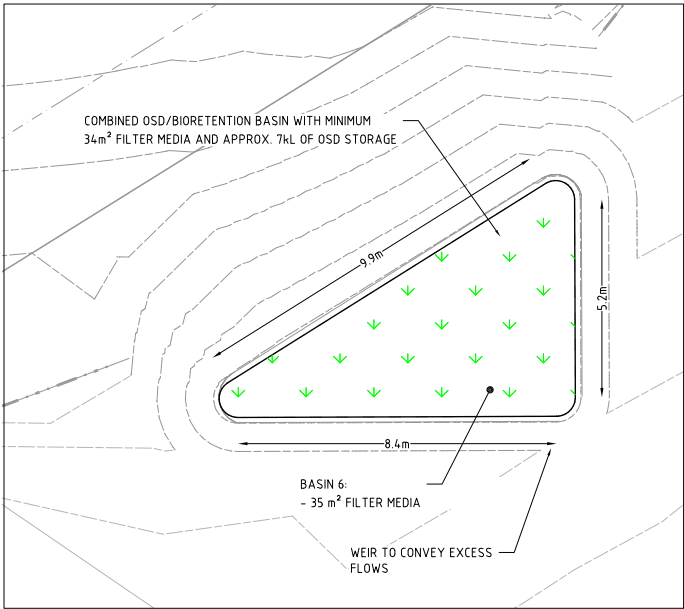 COMBINED OSD/BIORETENTION BASIN WITH MINIMUM
34m² FILTER MEDIA AND APPROX. 7kL OF OSD STORAGE
9.9m
5.2m
8.4m
BASIN 6:
- 35 m² FILTER MEDIA
WEIR TO CONVEY EXCESS
FLOWS